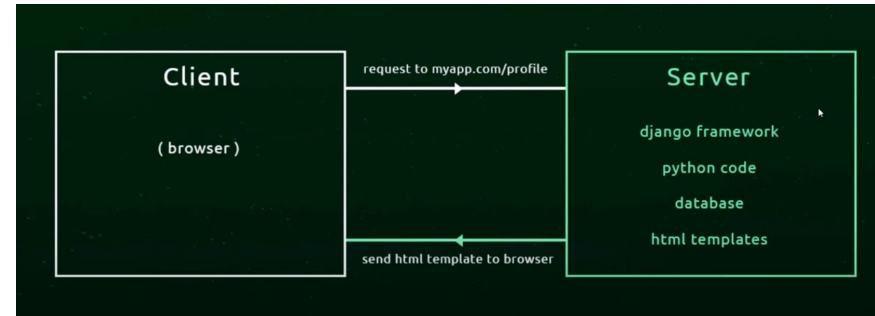 Client
( browser )
request to myapp.com/profile
send html template to browser
Server
django framework
python code
database
html templates